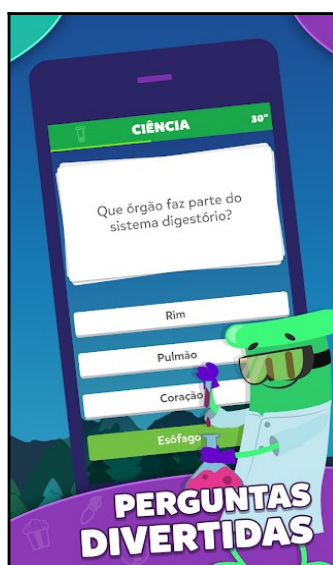 CIÊNCIA
30"
Que órgão faz parte do
sistema digestório?
Rim
Pulmão
Coração
Esôfago
PERGUNTAS
DIVERTIDAS